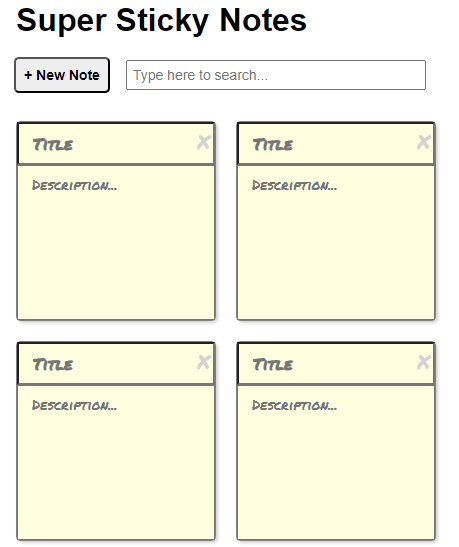 Super Sticky Notes
+ New Note Type here to search...
Title × Title ×
Description... Description...
Title × Title ×
Description... Description...